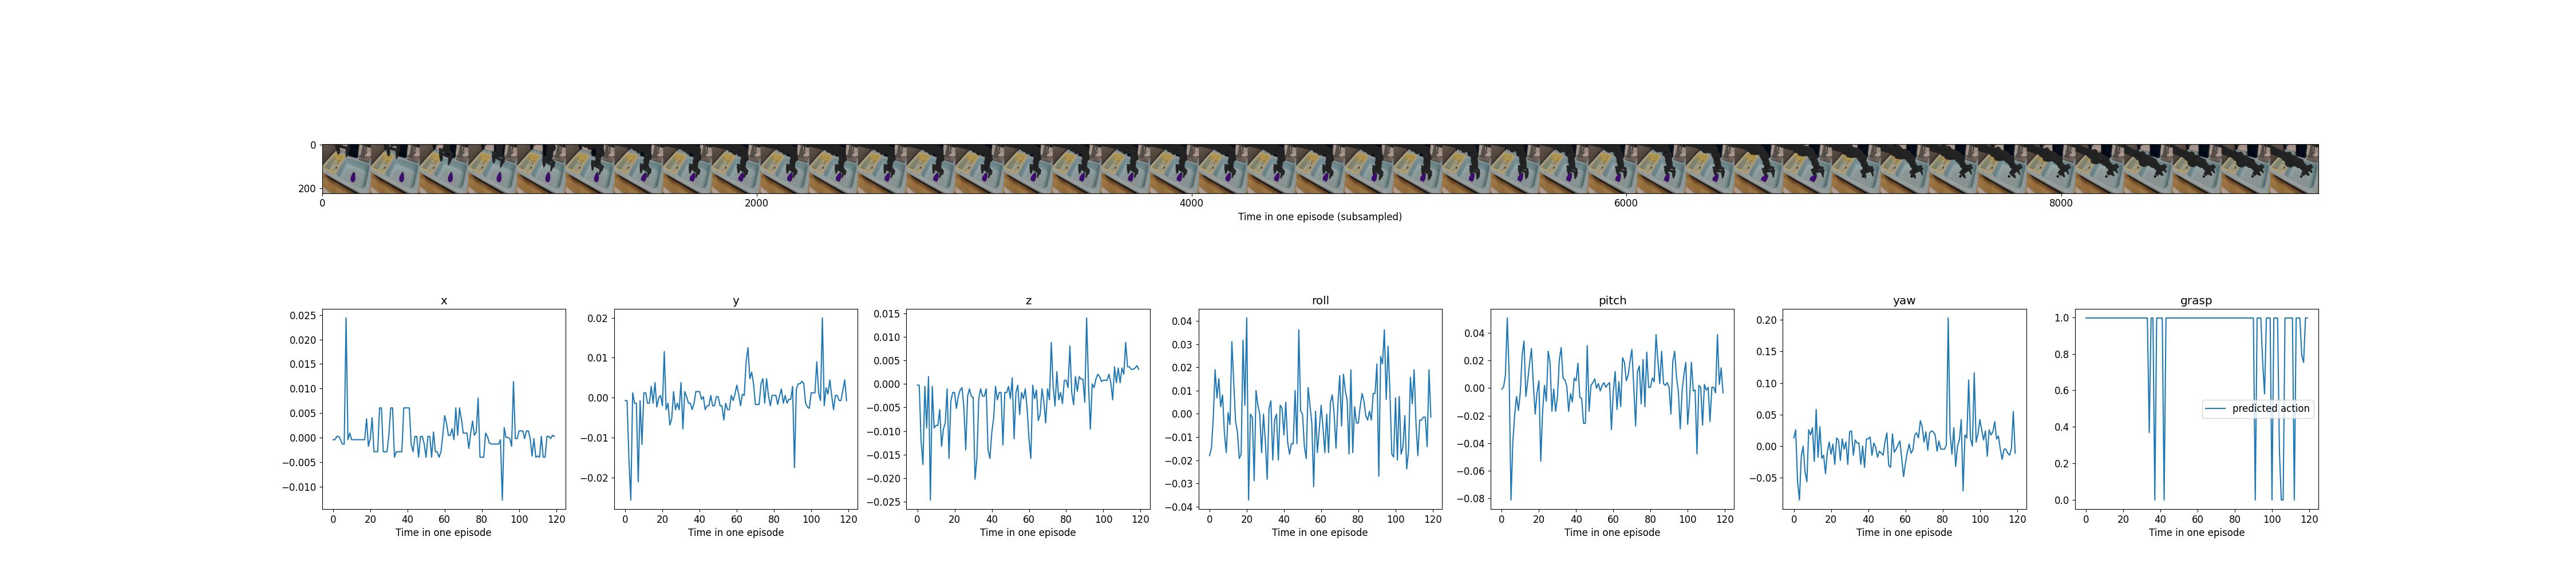 0
200
0 2000 4000 6000 8000
Time in one episode (subsampled)
x
0.025
0.020
0.015
0.010
0.005
0.000
−0.005
−0.010
0 20 40 60 80 100 120
Time in one episode
y
0.02
0.01
0.00
−0.01
−0.02
0 20 40 60 80 100 120
Time in one episode
z
0.015
0.010
0.005
0.000
−0.005
−0.010
−0.015
−0.020
−0.025
0 20 40 60 80 100 120
Time in one episode
roll
0.04
0.03
0.02
0.01
0.00
−0.01
−0.02
−0.03
−0.04
0 20 40 60 80 100 120
Time in one episode
pitch
0.04
0.02
0.00
−0.02
−0.04
−0.06
−0.08
0 20 40 60 80 100 120
Time in one episode
yaw
0.20
0.15
0.10
0.05
0.00
−0.05
0 20 40 60 80 100 120
Time in one episode
grasp
1.0
0.8
0.6
0.4
0.2
0.0
predicted action
0 20 40 60 80 100 120
Time in one episode